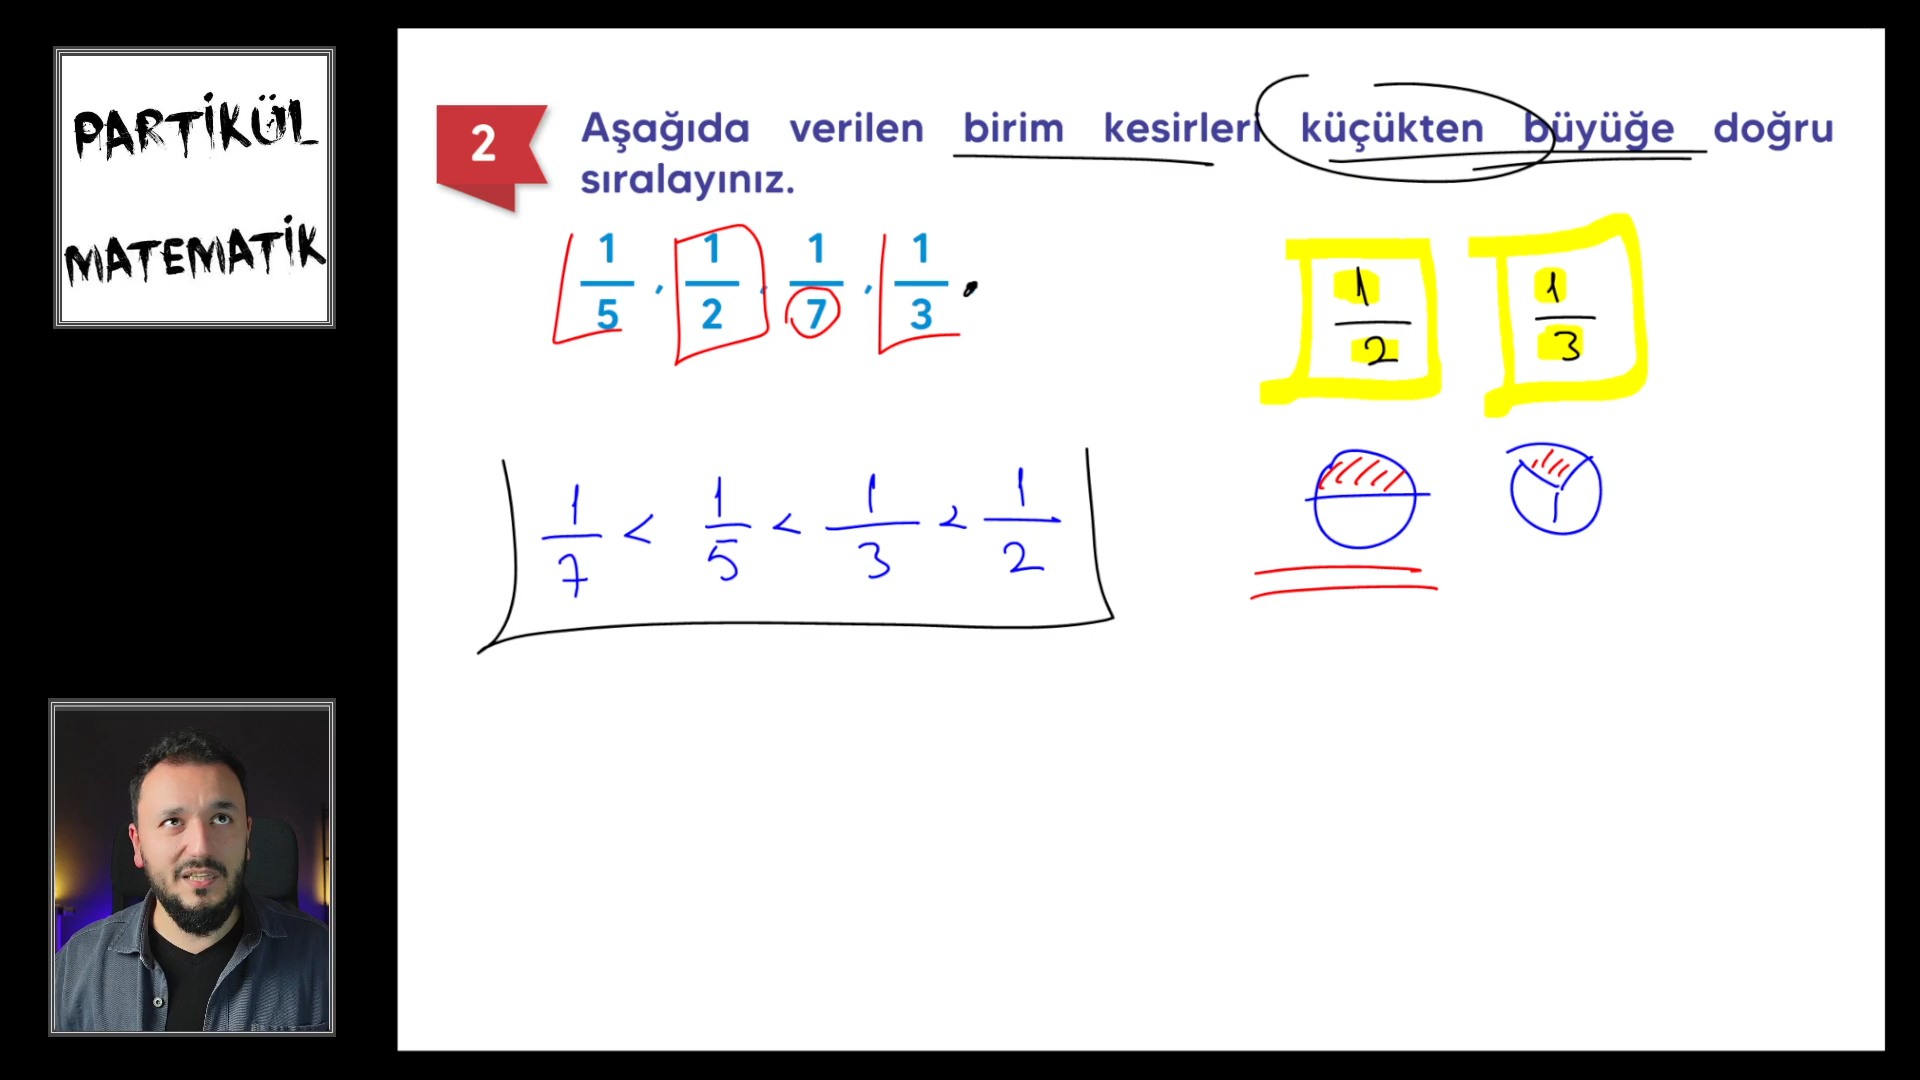 PARTİKÜL
MATEMATİK
2
Aşağıda verilen birim kesirleri küçükten büyüğe doğru
sıralayınız.
1/5, 1/2, 1/7, 1/3.
1/2
1/3
1/7 < 1/5 < 1/3 < 1/2